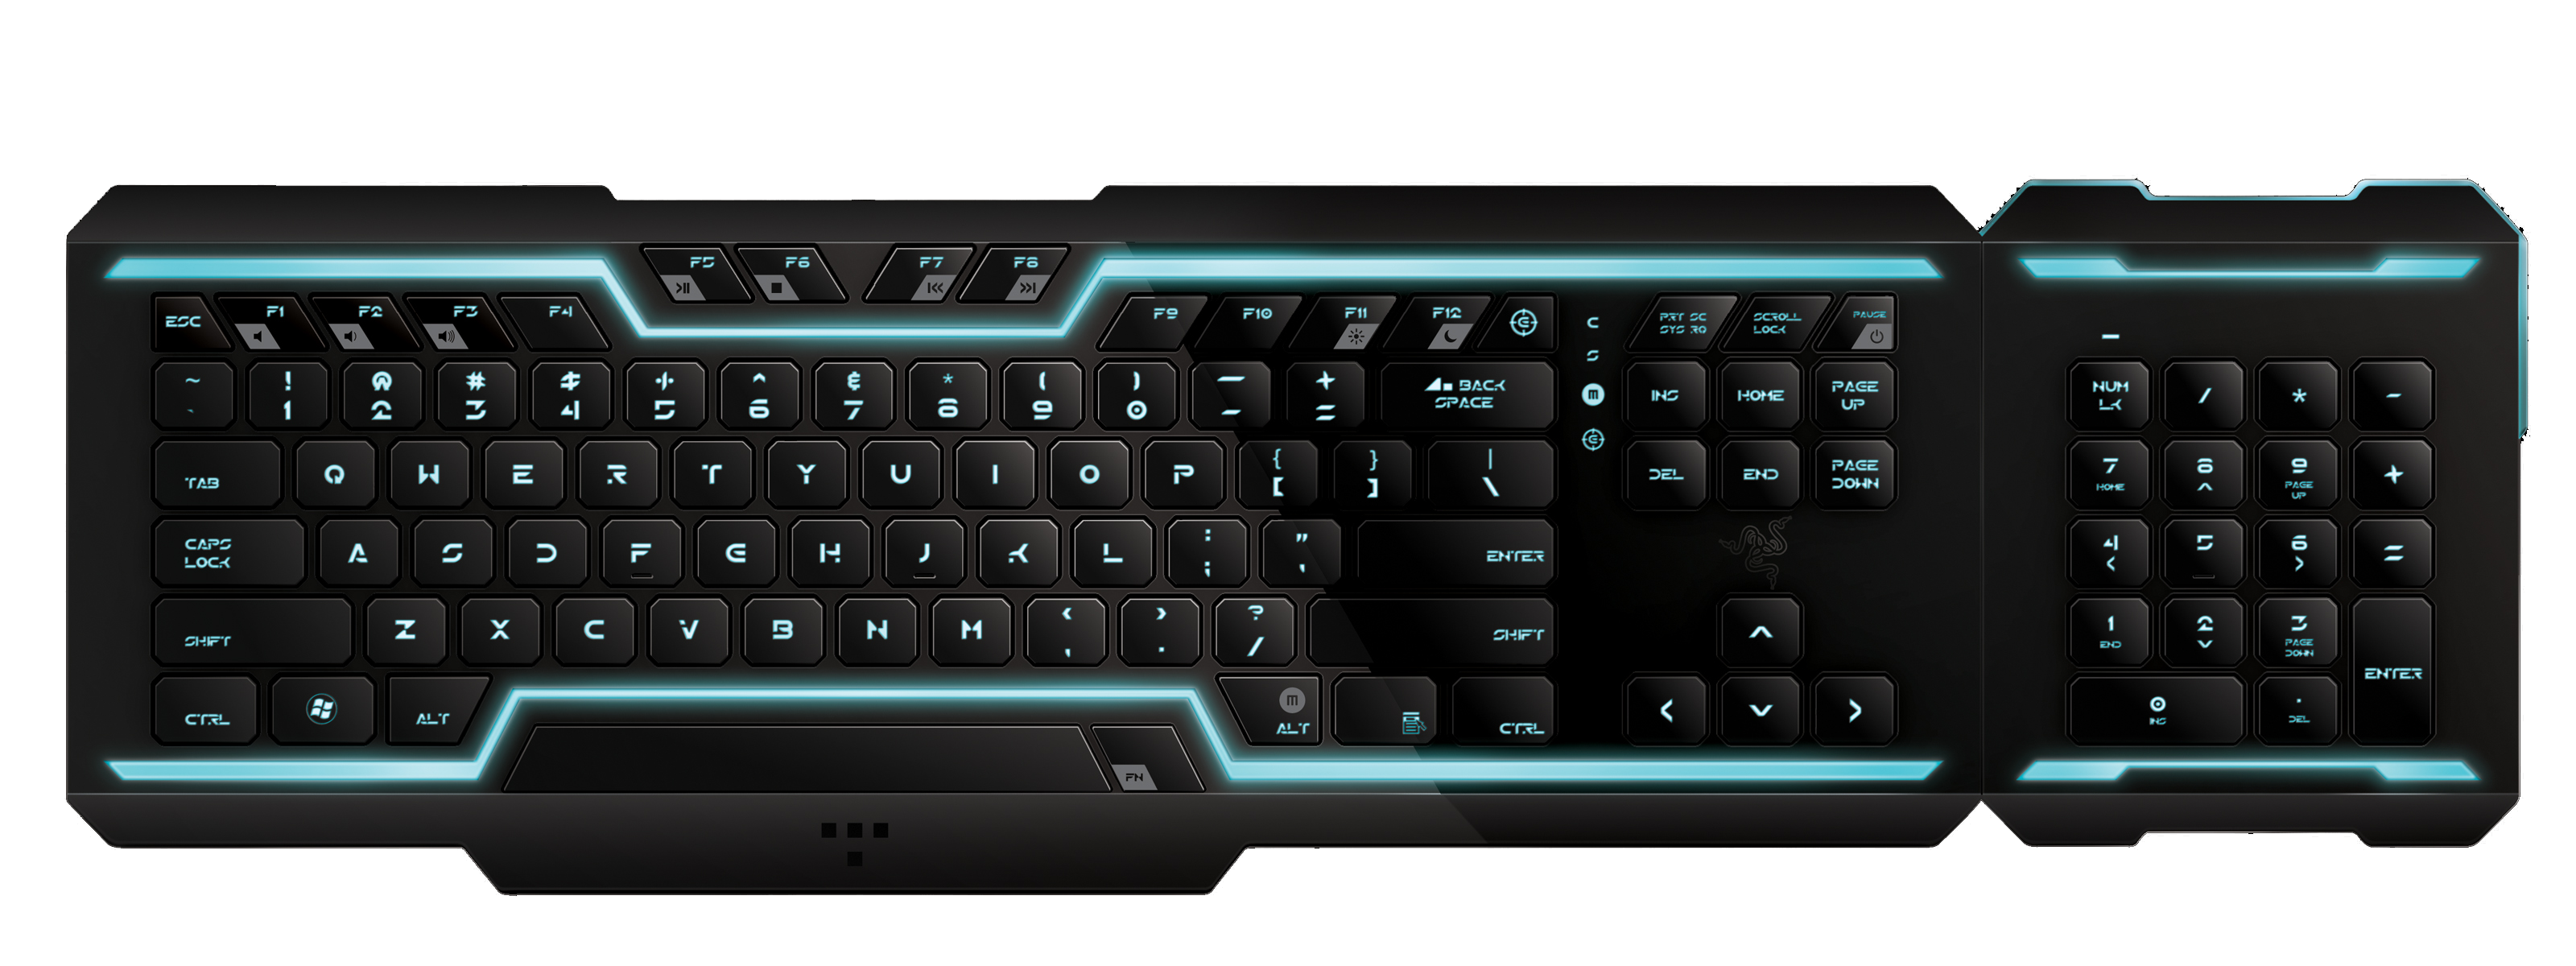 F5 F6 F7 F8
ESC F1 F2 F3 F4 F9 F10 F11 F12 C PRT SC SCROLL PAUSE
SYS RQ LOCK
S
~ ! @ # $ % ^ & * ( ) — + BACK m INS HOME PAGE NUM / * -
` 1 2 3 4 5 6 7 8 9 0 - = SPACE UP LK
TAB Q W E R T Y U I O P { } | DEL END PAGE 7 8 9 +
[ ] \ DOWN HOME ^ PAGE
UP
CAPS A S D F G H J K L : " ENTER 4 5 6 =
LOCK ; ' < >
SHIFT Z X C V B N M < > ? SHIFT ^ 1 2 3 ENTER
, . / END v PAGE
DOWN
CTRL ALT m < v > 0 .
ALT CTRL INS DEL
FN